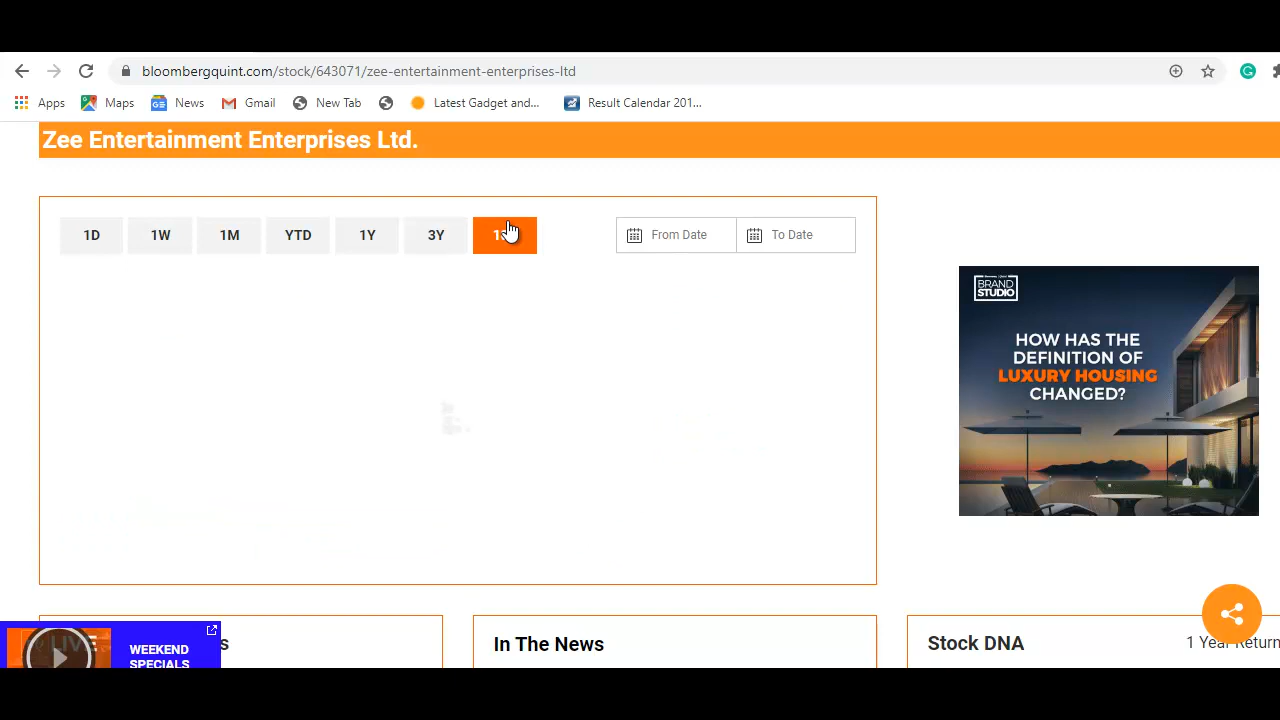 bloombergquint.com/stock/643071/zee-entertainment-enterprises-ltd
Apps Maps News Gmail New Tab Latest Gadget and... Result Calendar 201...
Zee Entertainment Enterprises Ltd.
1D 1W 1M YTD 1Y 3Y From Date To Date
BRAND
STUDIO
HOW HAS THE
DEFINITION OF
LUXURY HOUSING
CHANGED?
In The News
Stock DNA 1 Year Return
LIVE
WEEKEND
SPECIALS